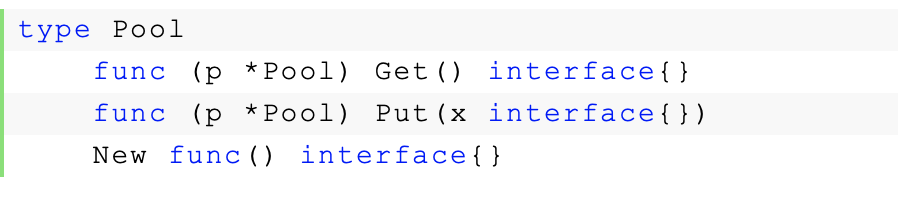 type Pool
    func (p *Pool) Get() interface{}
    func (p *Pool) Put(x interface{})
    New func() interface{}